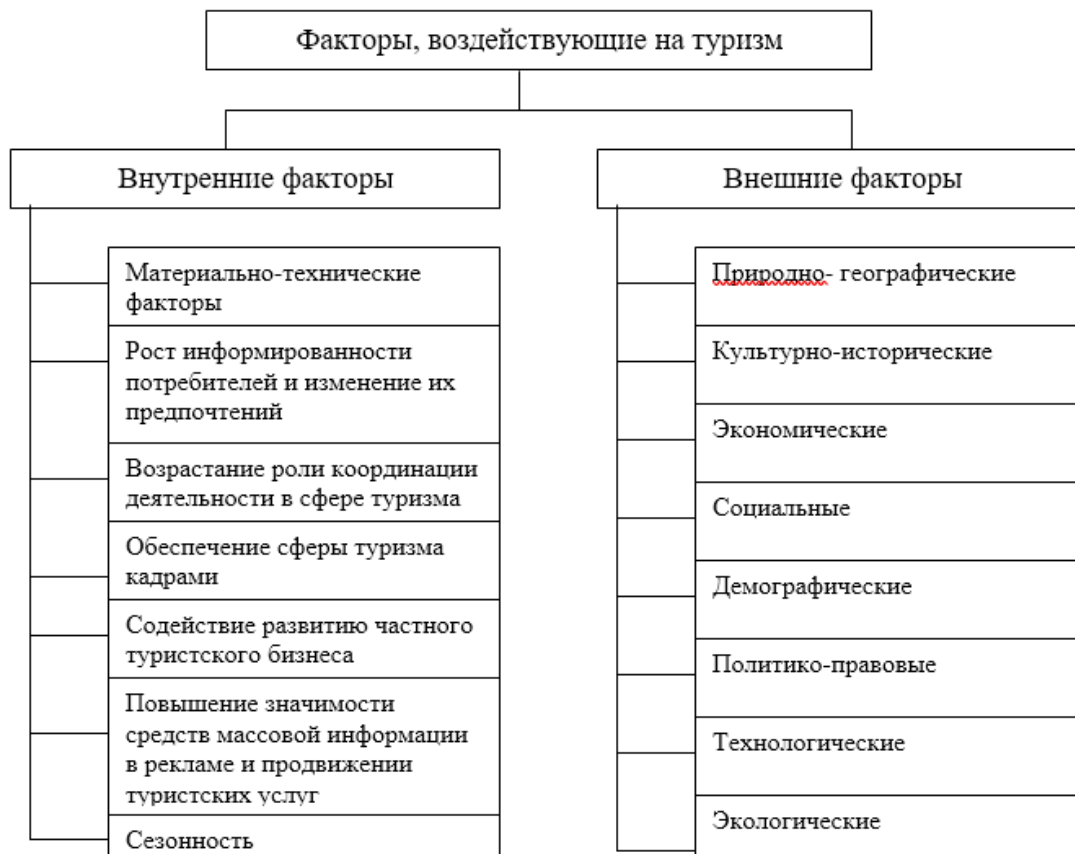 Факторы, воздействующие на туризм
Внутренние факторы
Материально-технические
факторы
Рост информированности
потребителей и изменение их
предпочтений
Возрастание роли координации
деятельности в сфере туризма
Обеспечение сферы туризма
кадрами
Содействие развитию частного
туристского бизнеса
Повышение значимости
средств массовой информации
в рекламе и продвижении
туристских услуг
Сезонность
Внешние факторы
Природно- географические
Культурно-исторические
Экономические
Социальные
Демографические
Политико-правовые
Технологические
Экологические